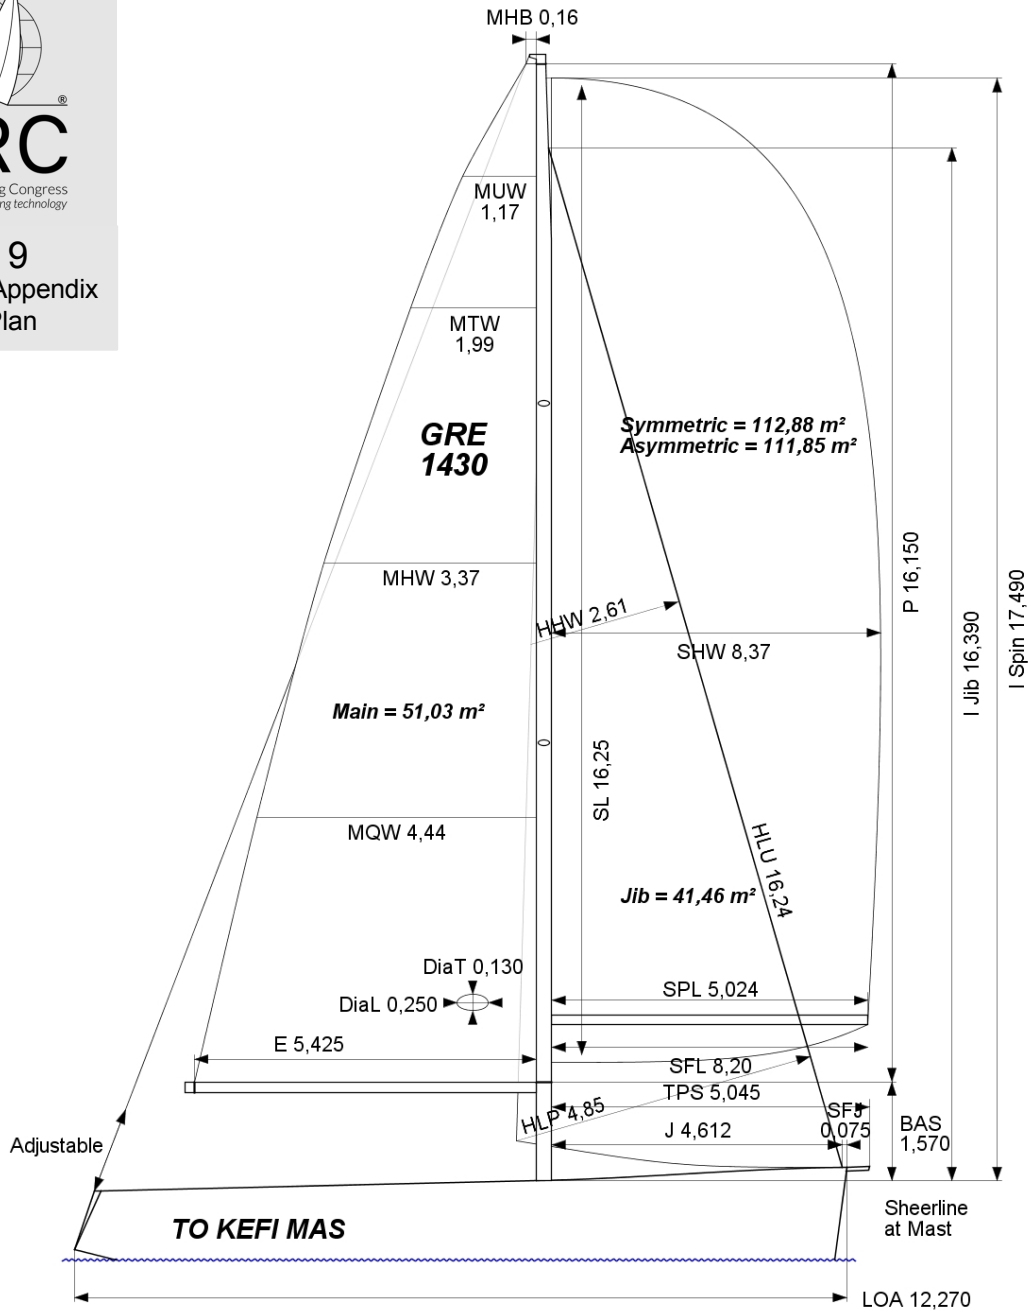 MHB 0,16
®
RC
g Congress
ng technology
9
Appendix
Plan
MUW
1,17
MTW
1,99
GRE
1430
Symmetric = 112,88 m²
Asymmetric = 111,85 m²
MHW 3,37
HHW 2,61
SHW 8,37
P 16,150
I Jib 16,390
I Spin 17,490
Main = 51,03 m²
SL 16,25
MQW 4,44
HLU 16,24
Jib = 41,46 m²
DiaT 0,130
DiaL 0,250
SPL 5,024
E 5,425
SFL 8,20
TPS 5,045
HLP 4,85
SFJ
0,075
J 4,612
BAS
1,570
Adjustable
Sheerline
at Mast
TO KEFI MAS
LOA 12,270